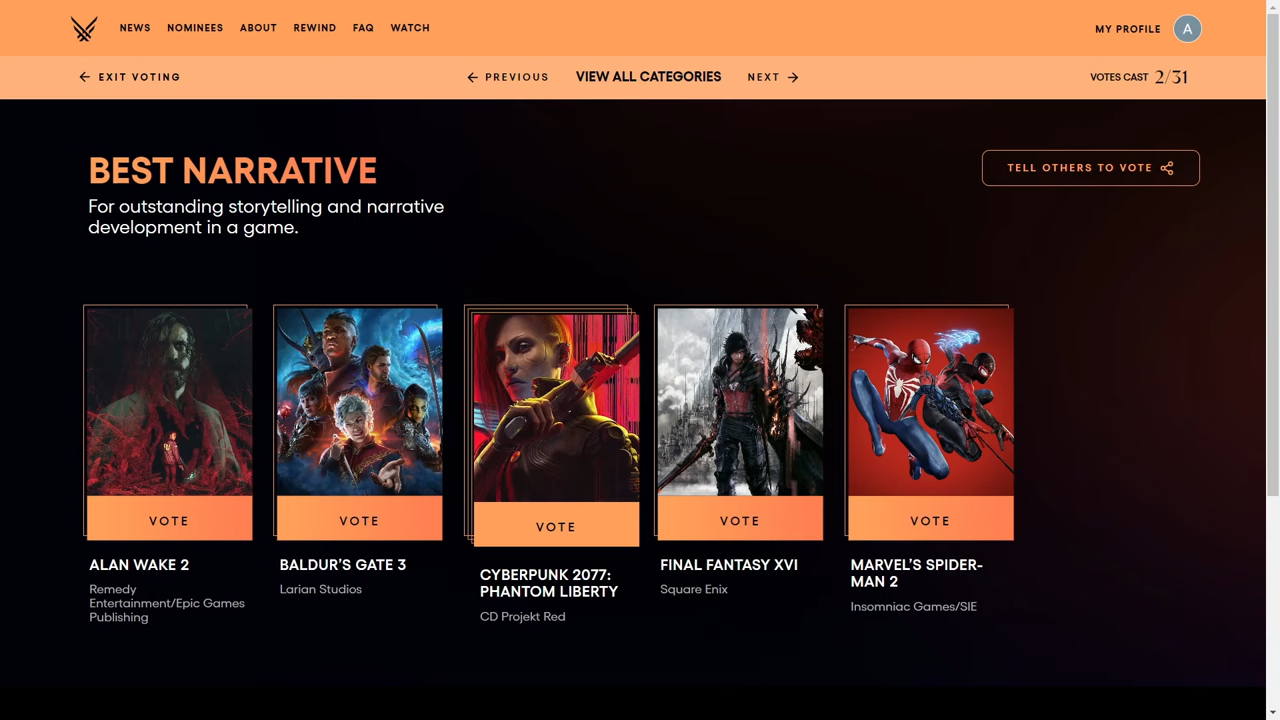 NEWS NOMINEES ABOUT REWIND FAQ WATCH MY PROFILE A
EXIT VOTING PREVIOUS VIEW ALL CATEGORIES NEXT VOTES CAST 2/31
BEST NARRATIVE
TELL OTHERS TO VOTE
For outstanding storytelling and narrative
development in a game.
VOTE VOTE VOTE VOTE VOTE
ALAN WAKE 2
Remedy
Entertainment/Epic Games
Publishing
BALDUR’S GATE 3
Larian Studios
CYBERPUNK 2077:
PHANTOM LIBERTY
CD Projekt Red
FINAL FANTASY XVI
Square Enix
MARVEL’S SPIDER-
MAN 2
Insomniac Games/SIE